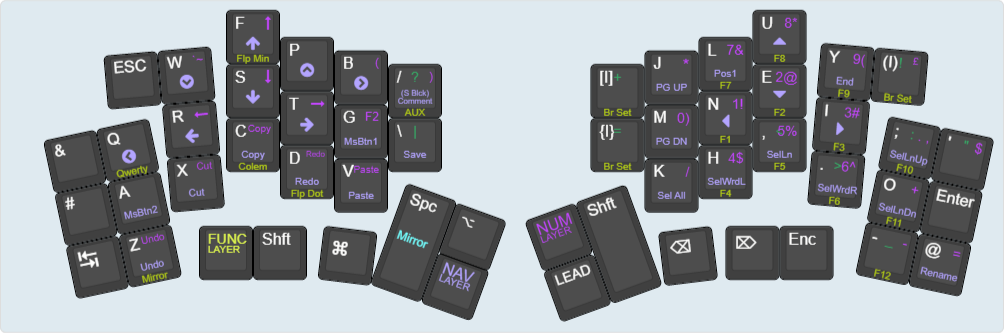 ESC
W `~
F ↑
Flp Min
P
B (
/ ? )
(S Blck)
Comment
AUX
&
Q
Qwerty
R ←
S ↓
T →
G F2
MsBtn1
\ |
Save
#
A
MsBtn2
X Cut
Cut
C Copy
Copy
Colem
D Redo
Redo
Flp Dot
V Paste
Paste
Z Undo
Undo
Mirror
FUNC
LAYER
Shft
⌘
Spc
Mirror
⌥
NAV
LAYER
[I] +
Br Set
J *
PG UP
L 7&
Pos1
F7
U 8*
F8
Y 9(
End
F9
(I) ! £
Br Set
{I} =
Br Set
M 0)
PG DN
N 1!
F1
E 2@
F2
I 3#
F3
; : .
SelLnUp
F10
' " $
K /
Sel All
H 4$
SelWrdL
F4
, 5%
SelLn
F5
. > 6^
SelWrdR
F6
O +
SelLnDn
F11
Enter
- _ -
F12
@ =
Rename
NUM
LAYER
Shft
LEAD
⌫
⌦
Enc